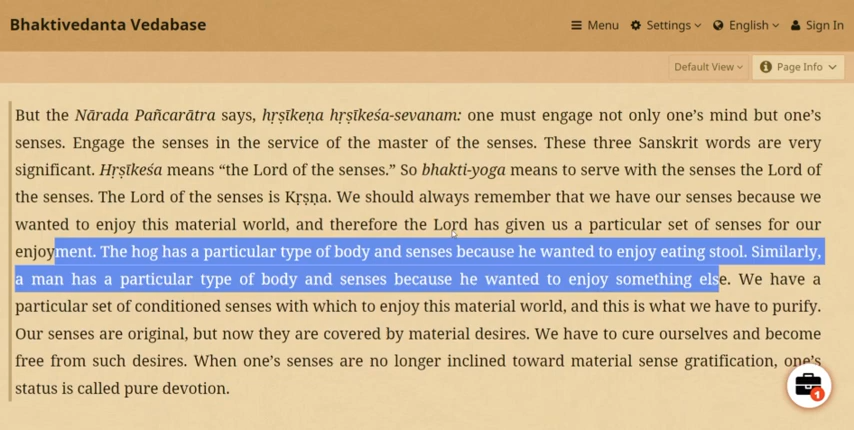 Bhaktivedanta Vedabase
Menu Settings English Sign In
Default View Page Info
But the Nārada Pañcarātra says, hṛṣīkeṇa hṛṣīkeśa-sevanam: one must engage not only one’s mind but one’s
senses. Engage the senses in the service of the master of the senses. These three Sanskrit words are very
significant. Hṛṣīkeśa means “the Lord of the senses.” So bhakti-yoga means to serve with the senses the Lord of
the senses. The Lord of the senses is Kṛṣṇa. We should always remember that we have our senses because we
wanted to enjoy this material world, and therefore the Lord has given us a particular set of senses for our
enjoyment. The hog has a particular type of body and senses because he wanted to enjoy eating stool. Similarly,
a man has a particular type of body and senses because he wanted to enjoy something else. We have a
particular set of conditioned senses with which to enjoy this material world, and this is what we have to purify.
Our senses are original, but now they are covered by material desires. We have to cure ourselves and become
free from such desires. When one’s senses are no longer inclined toward material sense gratification, one’s
status is called pure devotion.
1